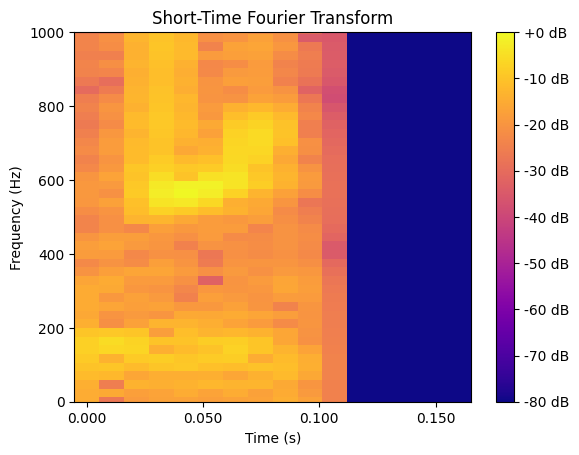 Short-Time Fourier Transform
1000
800
600
400
200
0
Frequency (Hz)
0.000
0.050
0.100
0.150
Time (s)
+0 dB
-10 dB
-20 dB
-30 dB
-40 dB
-50 dB
-60 dB
-70 dB
-80 dB